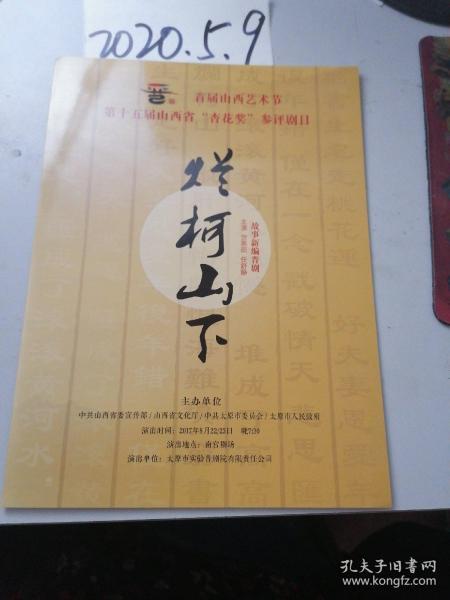 2020.5.9
首届山西艺术节
第十五届山西省“杏花奖”参评剧目
烂柯山下
故事新编晋剧
主办单位
中共山西省委宣传部/山西省文化厅/中共太原市委员会/太原市人民政府
演出时间：2017年8月22/23日 晚7:30
演出地点：南宫剧场
演出单位：太原市实验晋剧院有限责任公司
孔夫子旧书网
www.kongfz.com